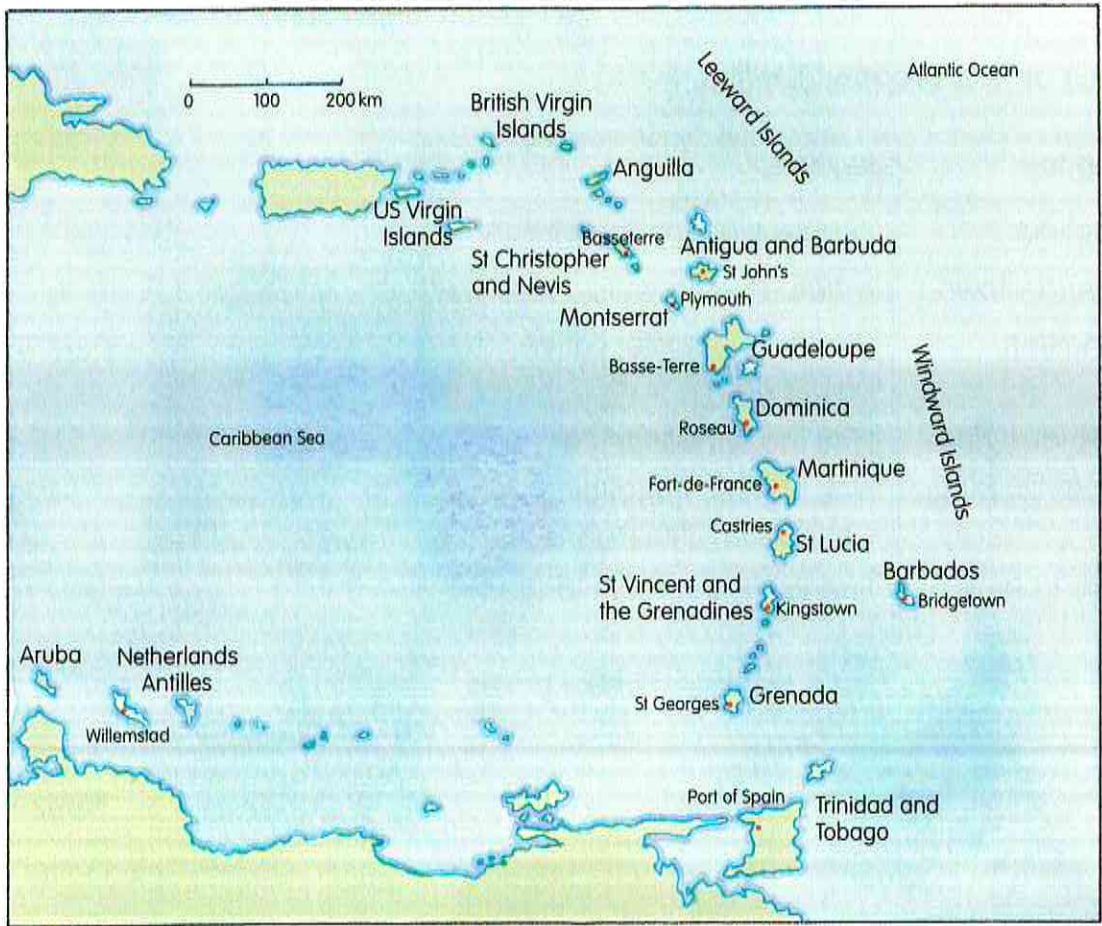 Leeward Islands
Atlantic Ocean
0 100 200 km
British Virgin
Islands
Anguilla
US Virgin
Islands
Basseterre
St Christopher
and Nevis
Antigua and Barbuda
St John's
Plymouth
Montserrat
Guadeloupe
Basse-Terre
Windward Islands
Dominica
Roseau
Caribbean Sea
Martinique
Fort-de-France
Castries
St Lucia
St Vincent and
the Grenadines
Kingstown
Barbados
Bridgetown
Aruba
Netherlands
Antilles
Willemstad
St Georges
Grenada
Port of Spain
Trinidad and
Tobago